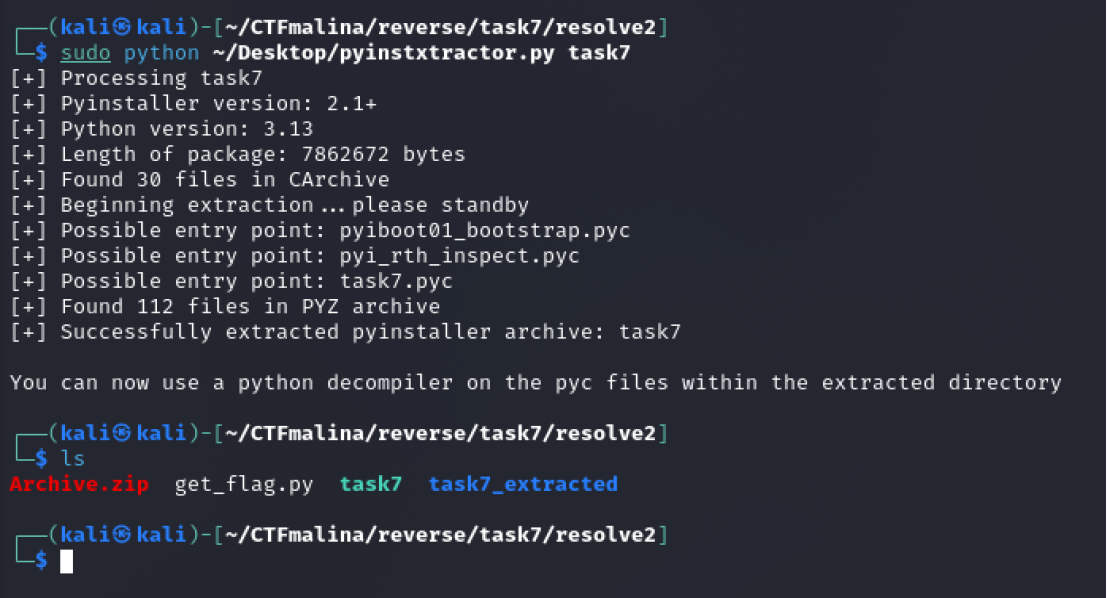 ┌──(kali㉿kali)-[~/CTFmalina/reverse/task7/resolve2]
└─$ sudo python ~/Desktop/pyinstxtractor.py task7
[+] Processing task7
[+] Pyinstaller version: 2.1+
[+] Python version: 3.13
[+] Length of package: 7862672 bytes
[+] Found 30 files in CArchive
[+] Beginning extraction...please standby
[+] Possible entry point: pyiboot01_bootstrap.pyc
[+] Possible entry point: pyi_rth_inspect.pyc
[+] Possible entry point: task7.pyc
[+] Found 112 files in PYZ archive
[+] Successfully extracted pyinstaller archive: task7
You can now use a python decompiler on the pyc files within the extracted directory
┌──(kali㉿kali)-[~/CTFmalina/reverse/task7/resolve2]
└─$ ls
Archive.zip  get_flag.py  task7  task7_extracted
┌──(kali㉿kali)-[~/CTFmalina/reverse/task7/resolve2]
└─$